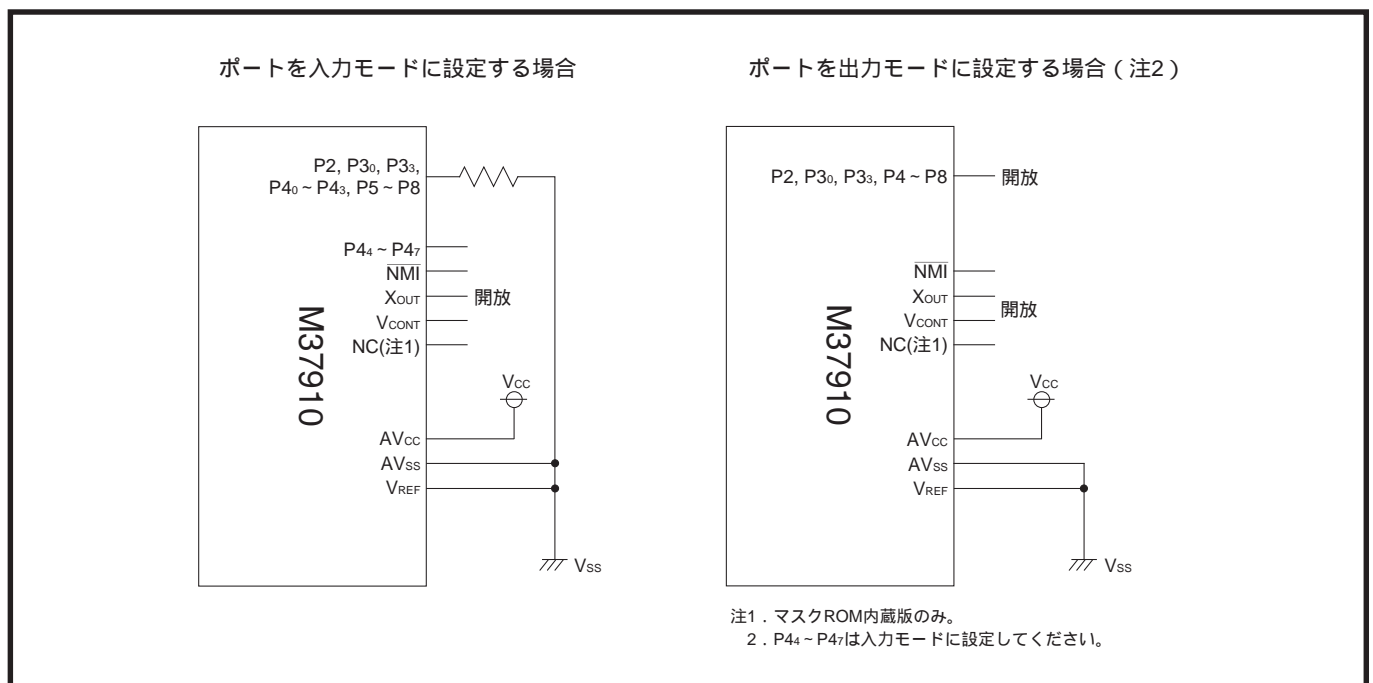 ポートを入力モードに設定する場合
P2, P30, P33,
P40 ~ P43, P5 ~ P8
P44 ~ P47
NMI
XOUT
開放
VCONT
NC(注1)
M37910
VCC
AVCC
AVSS
VREF
VSS
ポートを出力モードに設定する場合（注2）
P2, P30, P33, P4 ~ P8
開放
NMI
XOUT
開放
VCONT
NC(注1)
M37910
VCC
AVCC
AVSS
VREF
VSS
注1．マスクROM内蔵版のみ。
2．P44 ~ P47は入力モードに設定してください。